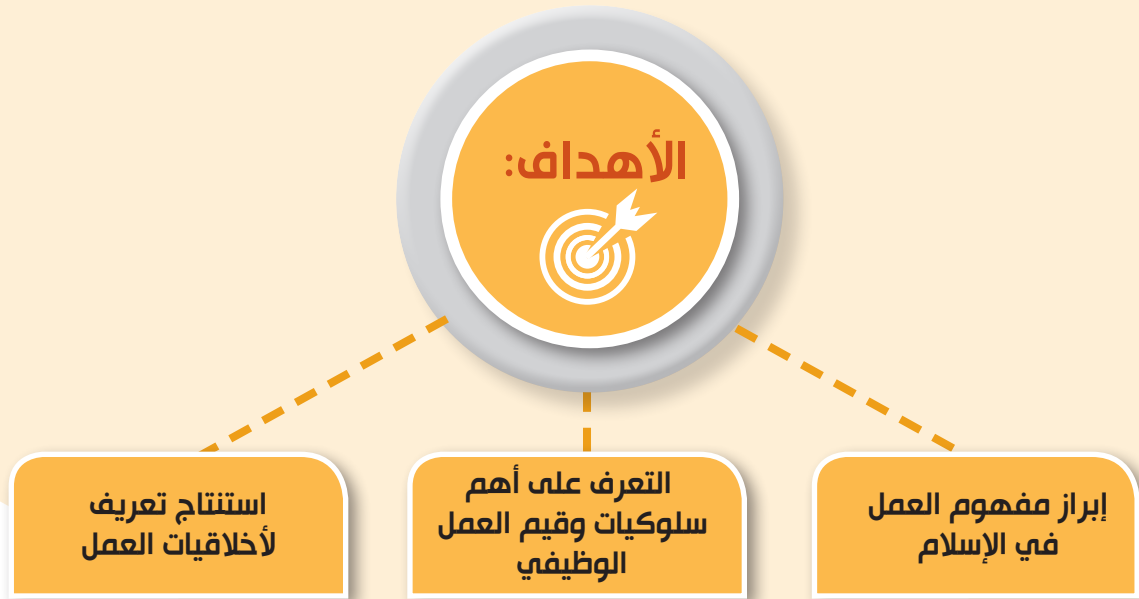 الأهداف:
إبراز مفهوم العمل
في الإسلام
التعرف على أهم
سلوكيات وقيم العمل
الوظيفي
استنتاج تعريف
لأخلاقيات العمل